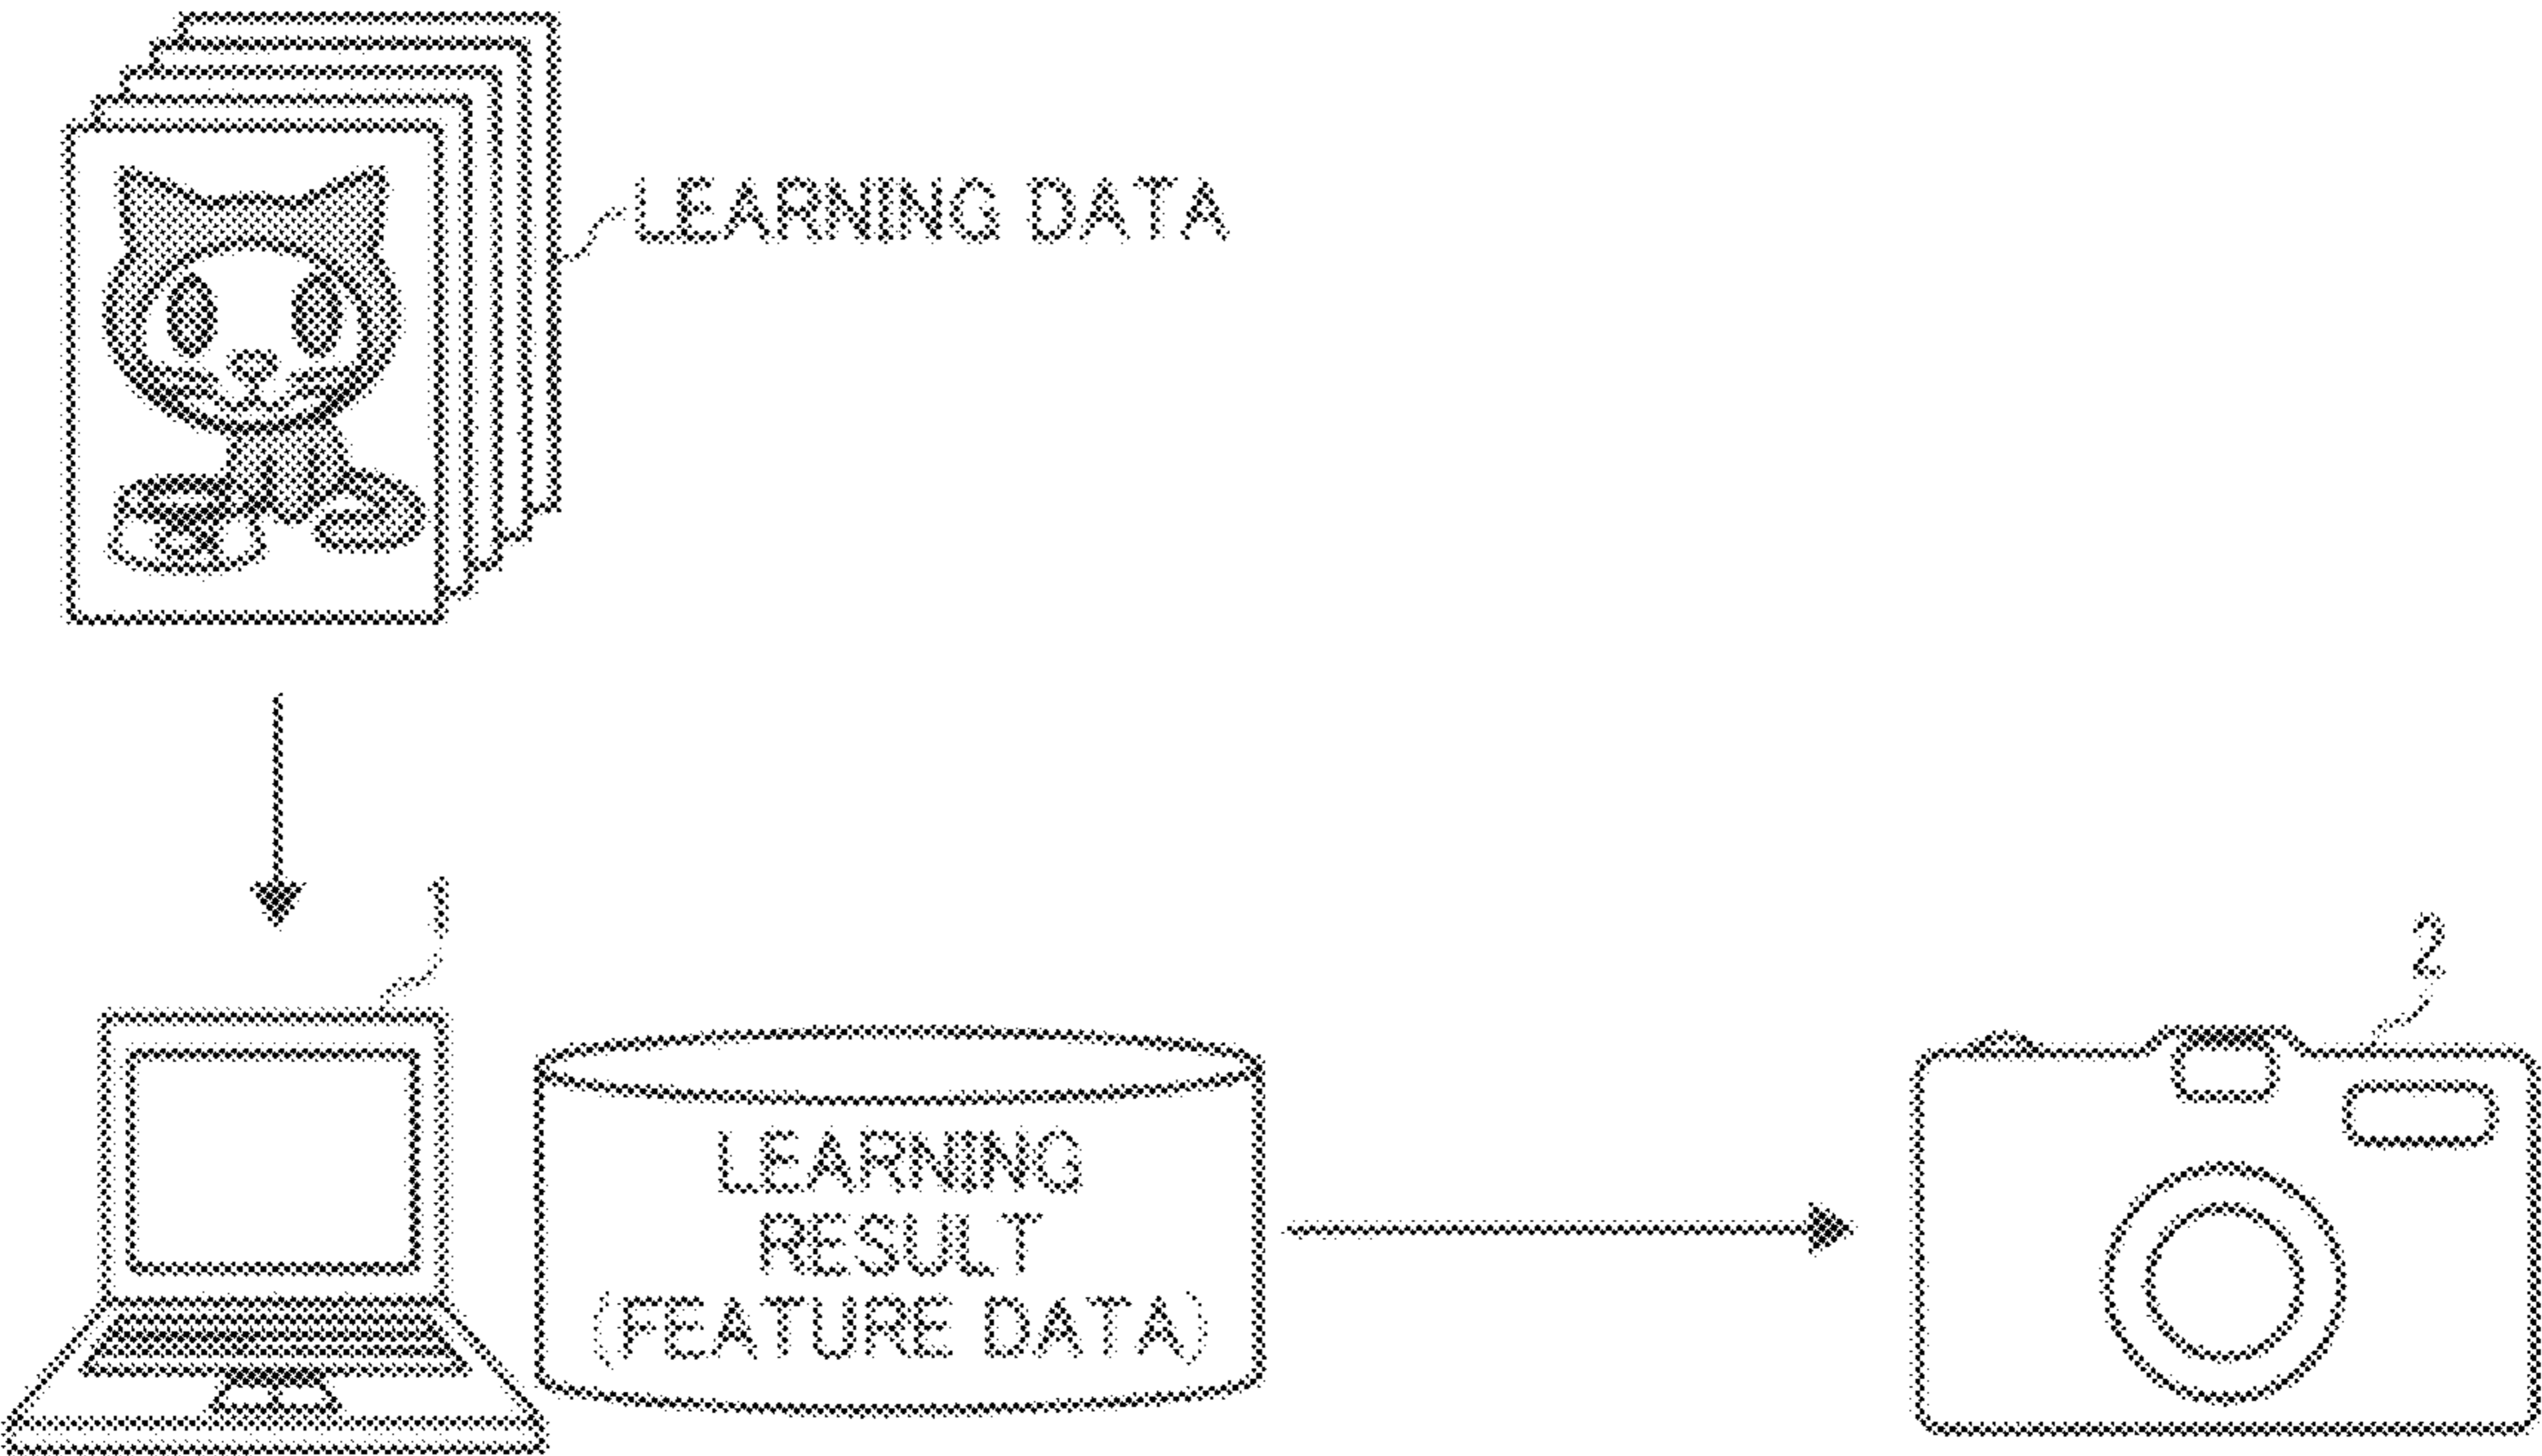 LEARNING DATA
1
2
LEARNING
RESULT
(FEATURE DATA)